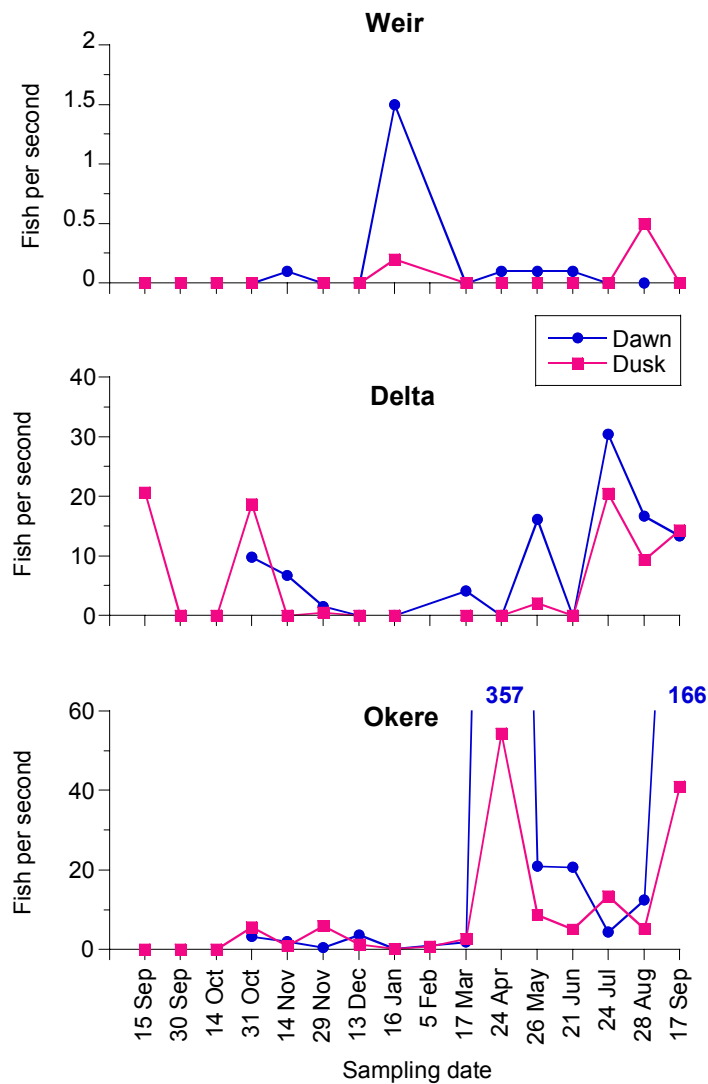 Weir
2
1.5
1
0.5
0
Fish per second
Dawn
Dusk
Delta
40
30
20
10
0
Fish per second
357
166
Okere
60
40
20
0
Fish per second
15 Sep
30 Sep
14 Oct
31 Oct
14 Nov
29 Nov
13 Dec
16 Jan
5 Feb
17 Mar
24 Apr
26 May
21 Jun
24 Jul
28 Aug
17 Sep
Sampling date